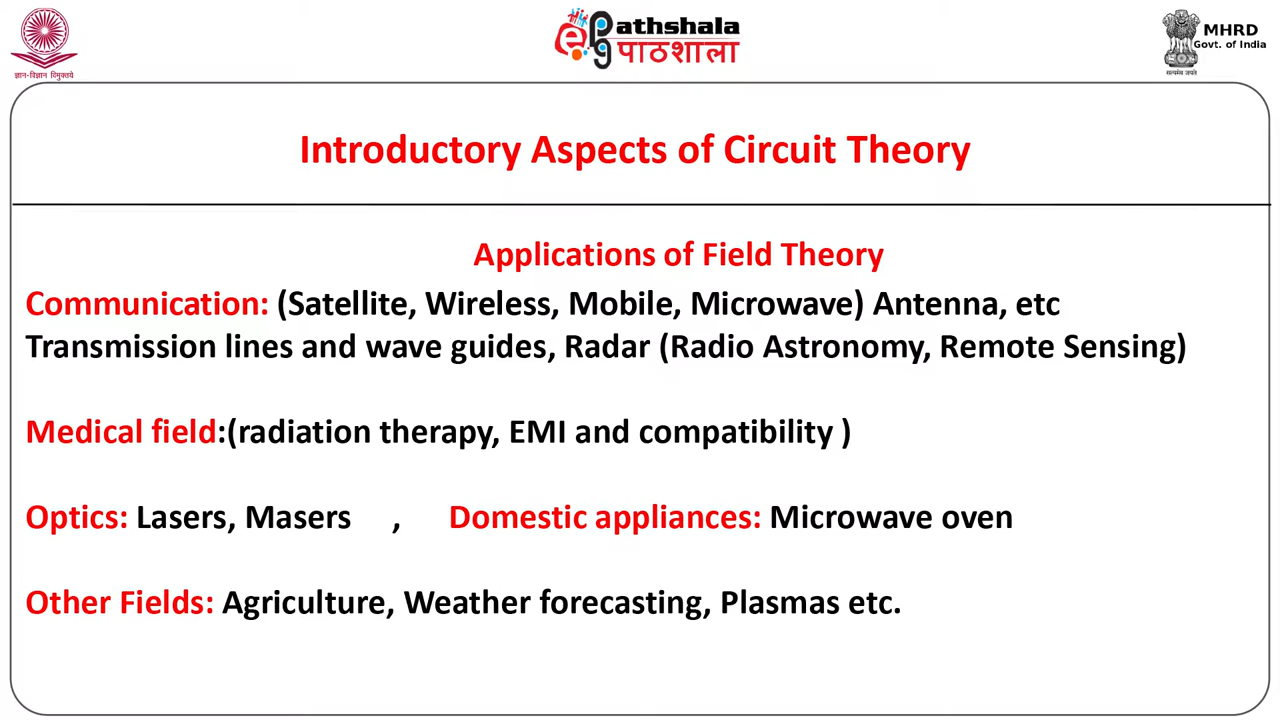 ज्ञान-विज्ञान विमुक्तये
ePG Pathshala
पाठशाला
MHRD
Govt. of India
सत्यमेव जयते
Introductory Aspects of Circuit Theory
Applications of Field Theory
Communication: (Satellite, Wireless, Mobile, Microwave) Antenna, etc
Transmission lines and wave guides, Radar (Radio Astronomy, Remote Sensing)
Medical field:(radiation therapy, EMI and compatibility )
Optics: Lasers, Masers , Domestic appliances: Microwave oven
Other Fields: Agriculture, Weather forecasting, Plasmas etc.